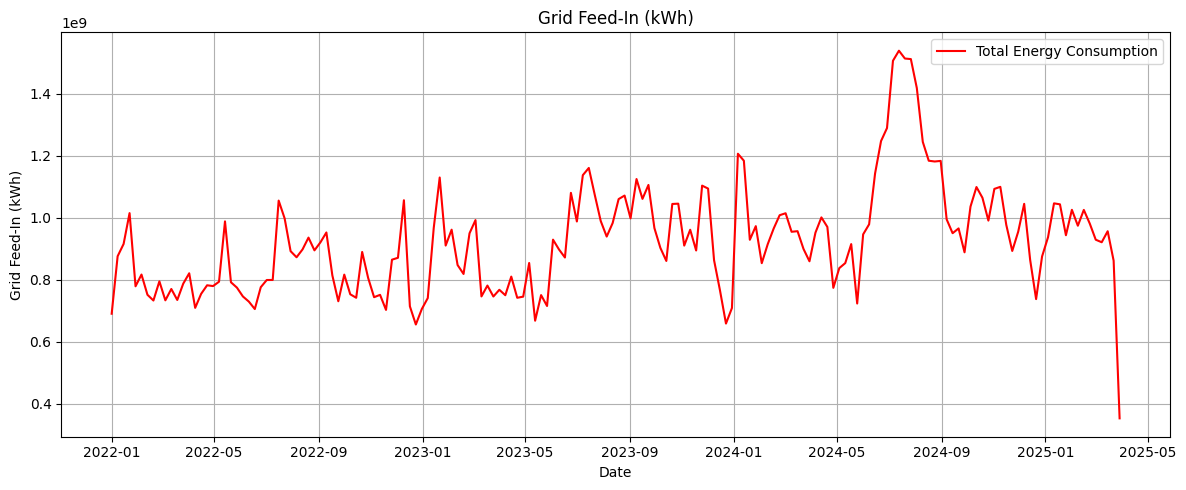 Grid Feed-In (kWh)
1e9
Total Energy Consumption
1.4
1.2
1.0
0.8
0.6
0.4
Grid Feed-In (kWh)
2022-01 2022-05 2022-09 2023-01 2023-05 2023-09 2024-01 2024-05 2024-09 2025-01 2025-05
Date